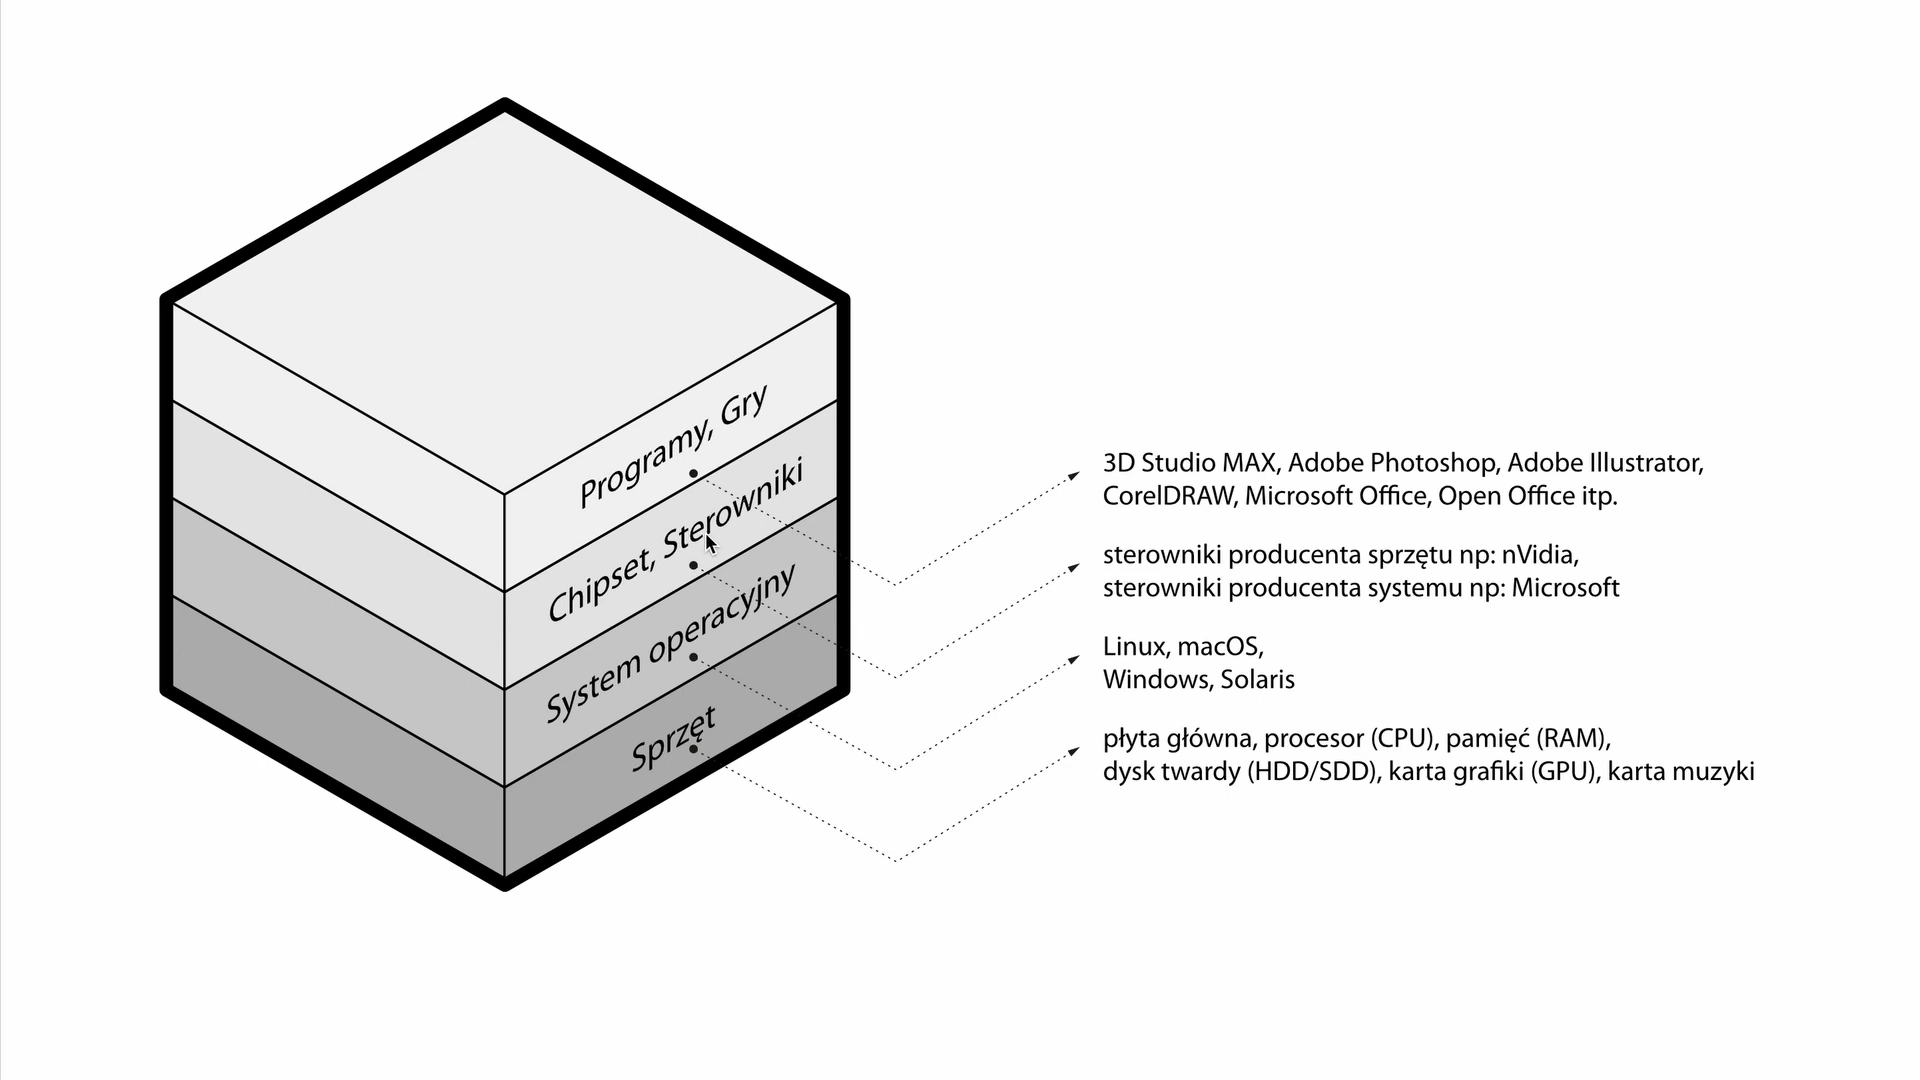 Programy, Gry
Chipset, Sterowniki
System operacyjny
Sprzęt
3D Studio MAX, Adobe Photoshop, Adobe Illustrator,
CorelDRAW, Microsoft Office, Open Office itp.
sterowniki producenta sprzętu np: nVidia,
sterowniki producenta systemu np: Microsoft
Linux, macOS,
Windows, Solaris
płyta główna, procesor (CPU), pamięć (RAM),
dysk twardy (HDD/SDD), karta grafiki (GPU), karta muzyki